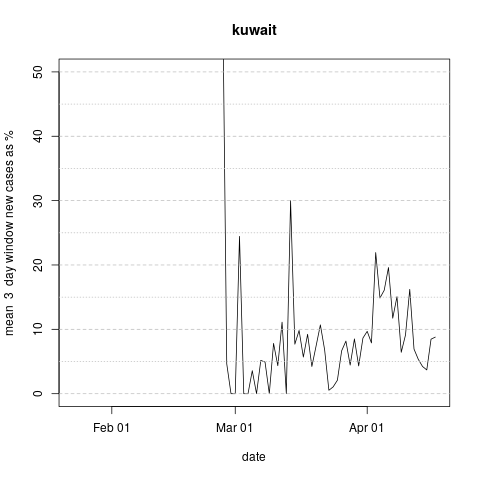 kuwait
mean 3 day window new cases as %
50
40
30
20
10
0
Feb 01
Mar 01
Apr 01
date